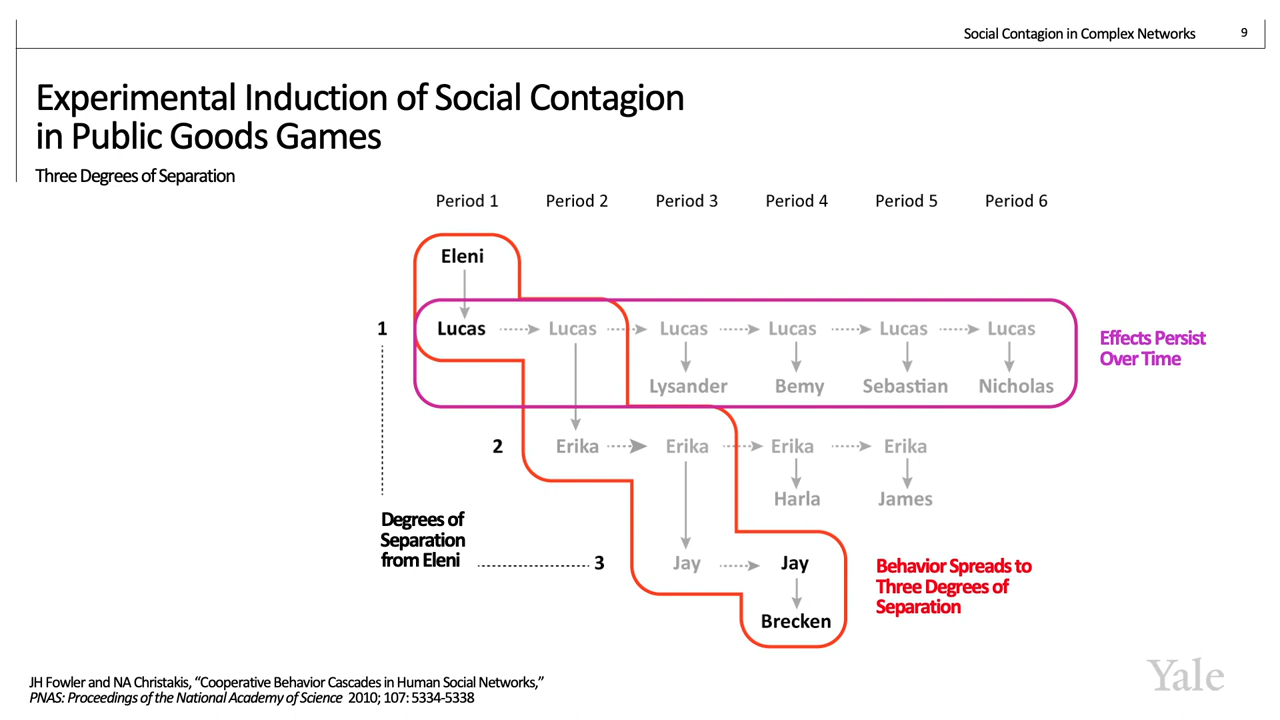 Social Contagion in Complex Networks 9
Experimental Induction of Social Contagion
in Public Goods Games
Three Degrees of Separation
Period 1 Period 2 Period 3 Period 4 Period 5 Period 6
Eleni
1 Lucas Lucas Lucas Lucas Lucas Lucas
Effects Persist
Over Time
Lysander Bemy Sebastian Nicholas
2 Erika Erika Erika Erika
Harla James
Degrees of
Separation
from Eleni
3 Jay Jay
Behavior Spreads to
Three Degrees of
Separation
Brecken
JH Fowler and NA Christakis, “Cooperative Behavior Cascades in Human Social Networks,”
PNAS: Proceedings of the National Academy of Science 2010; 107: 5334-5338
Yale